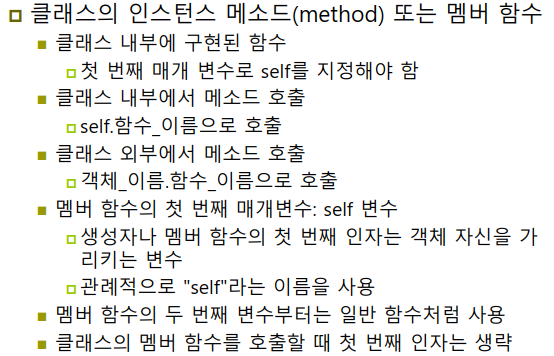 클래스의 인스턴스 메소드(method) 또는 멤버 함수
클래스 내부에 구현된 함수
첫 번째 매개 변수로 self를 지정해야 함
클래스 내부에서 메소드 호출
self.함수_이름으로 호출
클래스 외부에서 메소드 호출
객체_이름.함수_이름으로 호출
멤버 함수의 첫 번째 매개변수: self 변수
생성자나 멤버 함수의 첫 번째 인자는 객체 자신을 가
리키는 변수
관례적으로 "self"라는 이름을 사용
멤버 함수의 두 번째 변수부터는 일반 함수처럼 사용
클래스의 멤버 함수를 호출할 때 첫 번째 인자는 생략